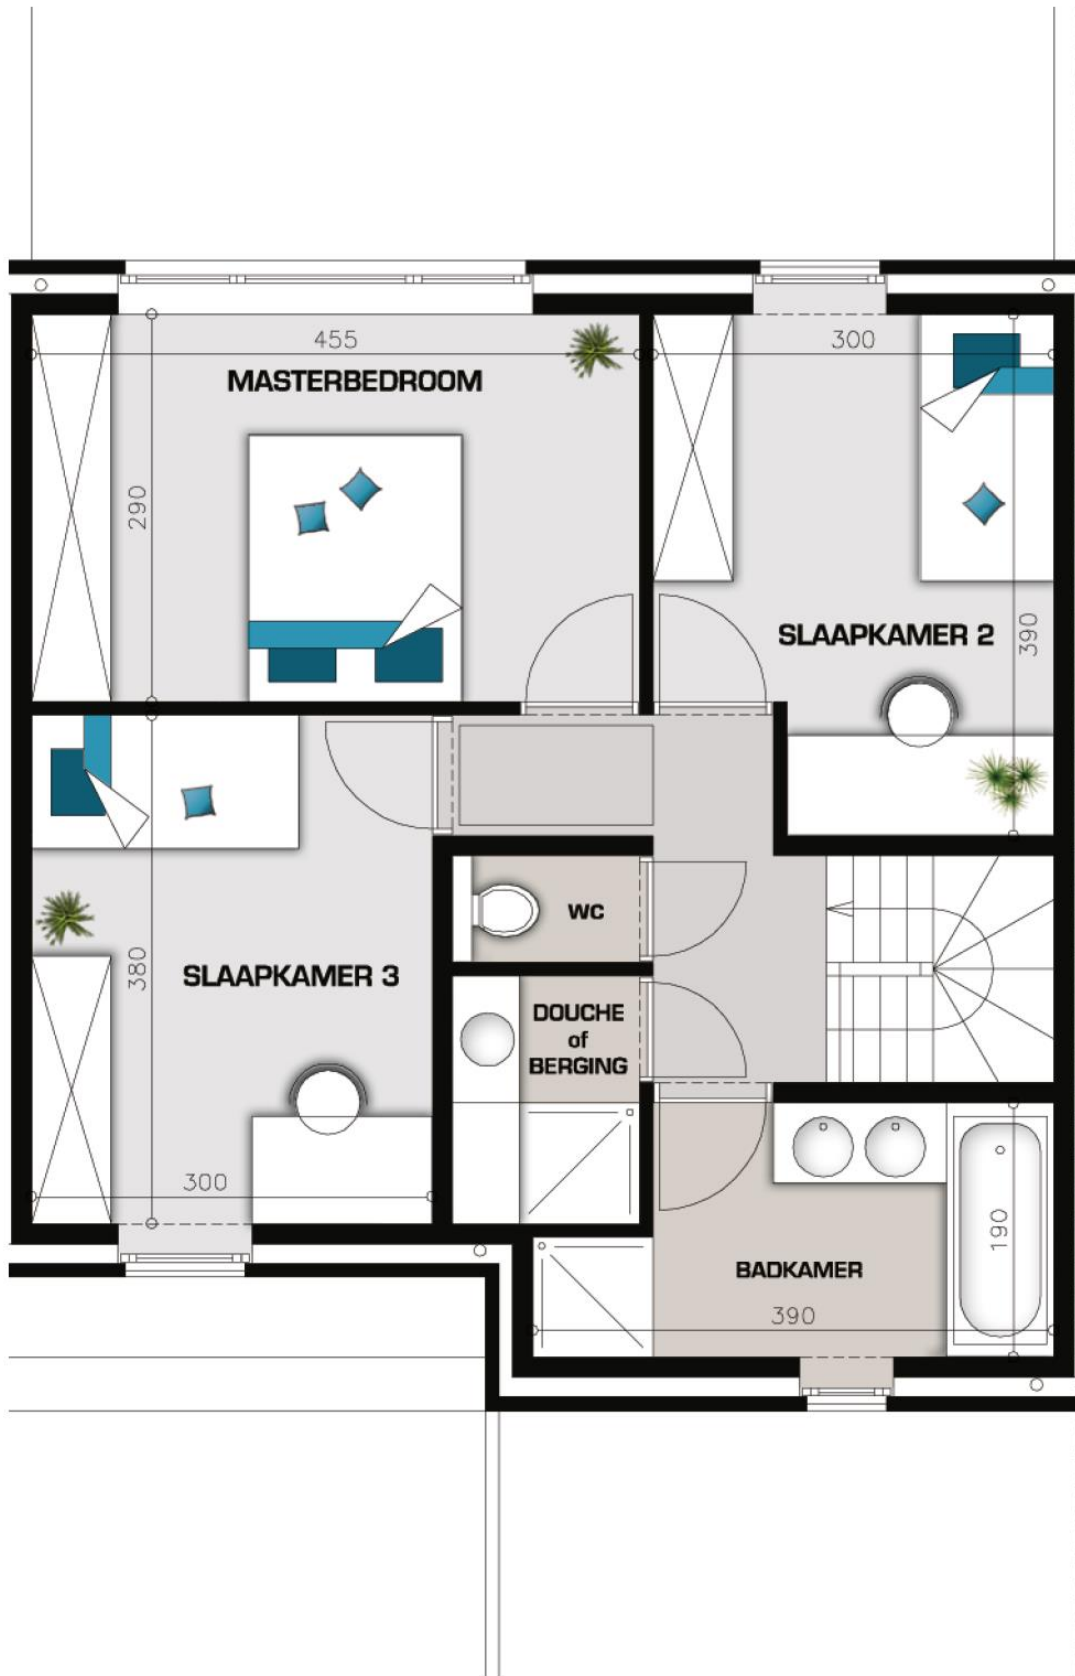 455
300
MASTERBEDROOM
290
SLAAPKAMER 2
390
WC
380
SLAAPKAMER 3
DOUCHE
of
BERGING
300
190
BADKAMER
390